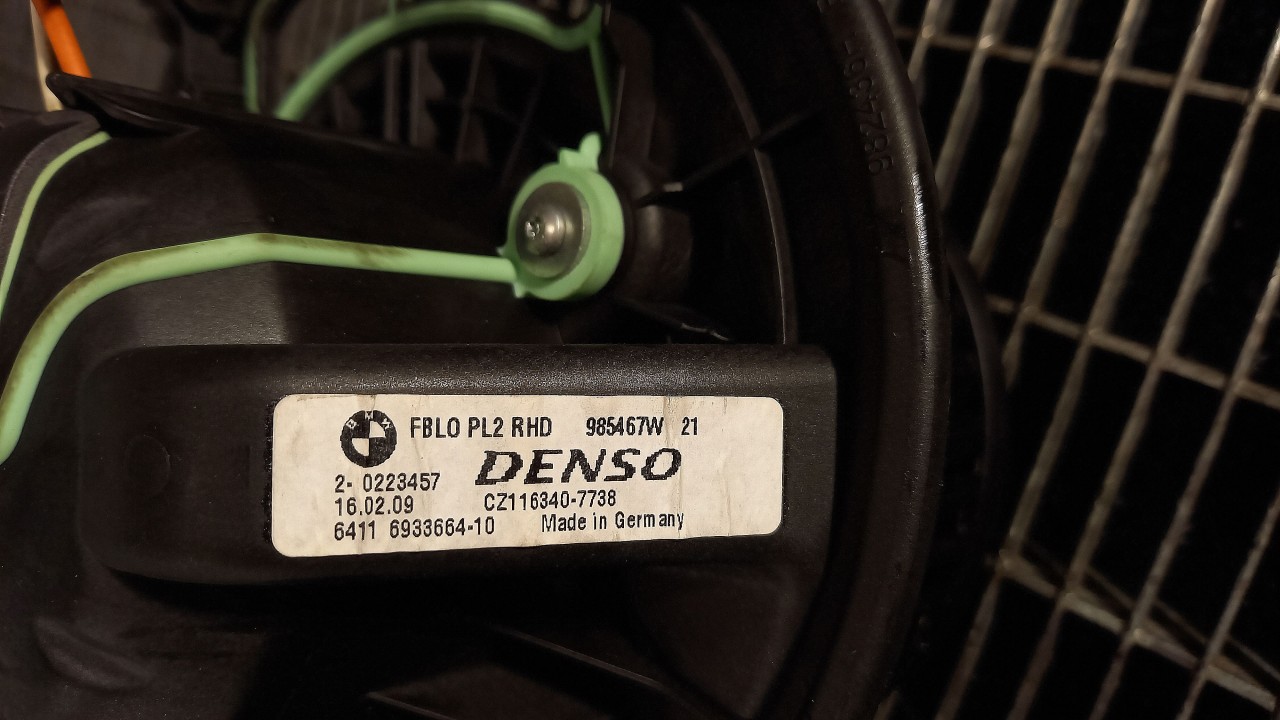 BMW FBLO PL2 RHD 985467W 21
DENSO
2- 0223457
16.02.09 CZ116340-7738
6411 6933664-10 Made in Germany